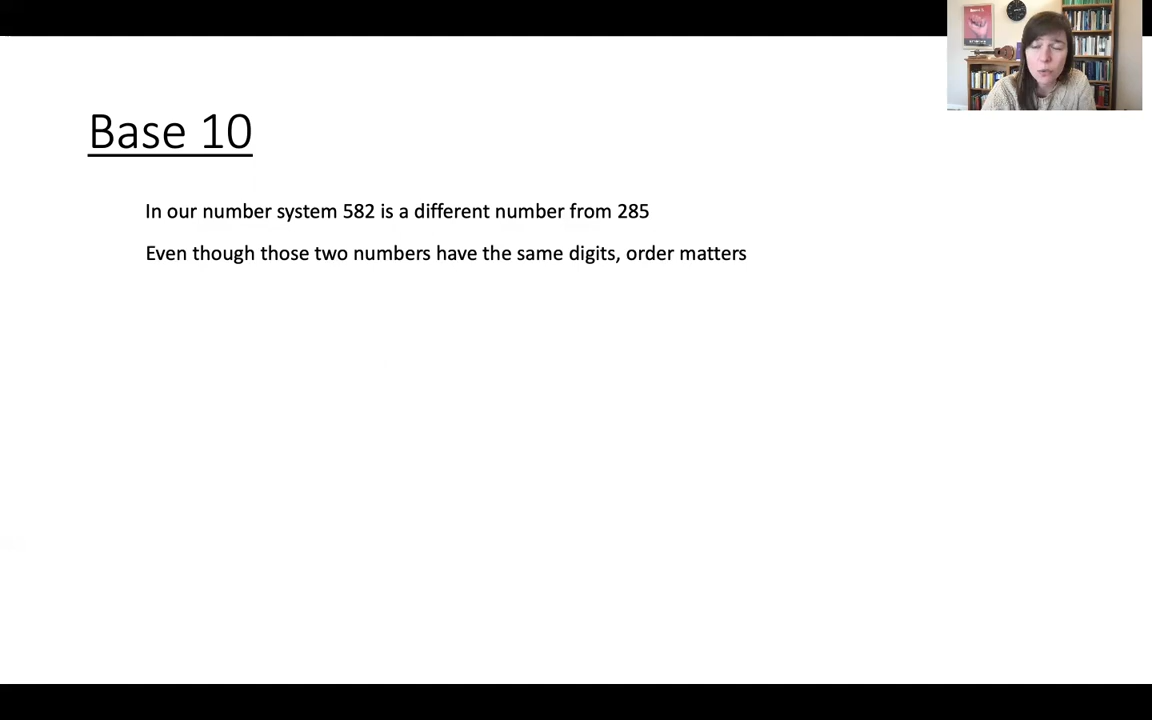 Base 10
In our number system 582 is a different number from 285
Even though those two numbers have the same digits, order matters